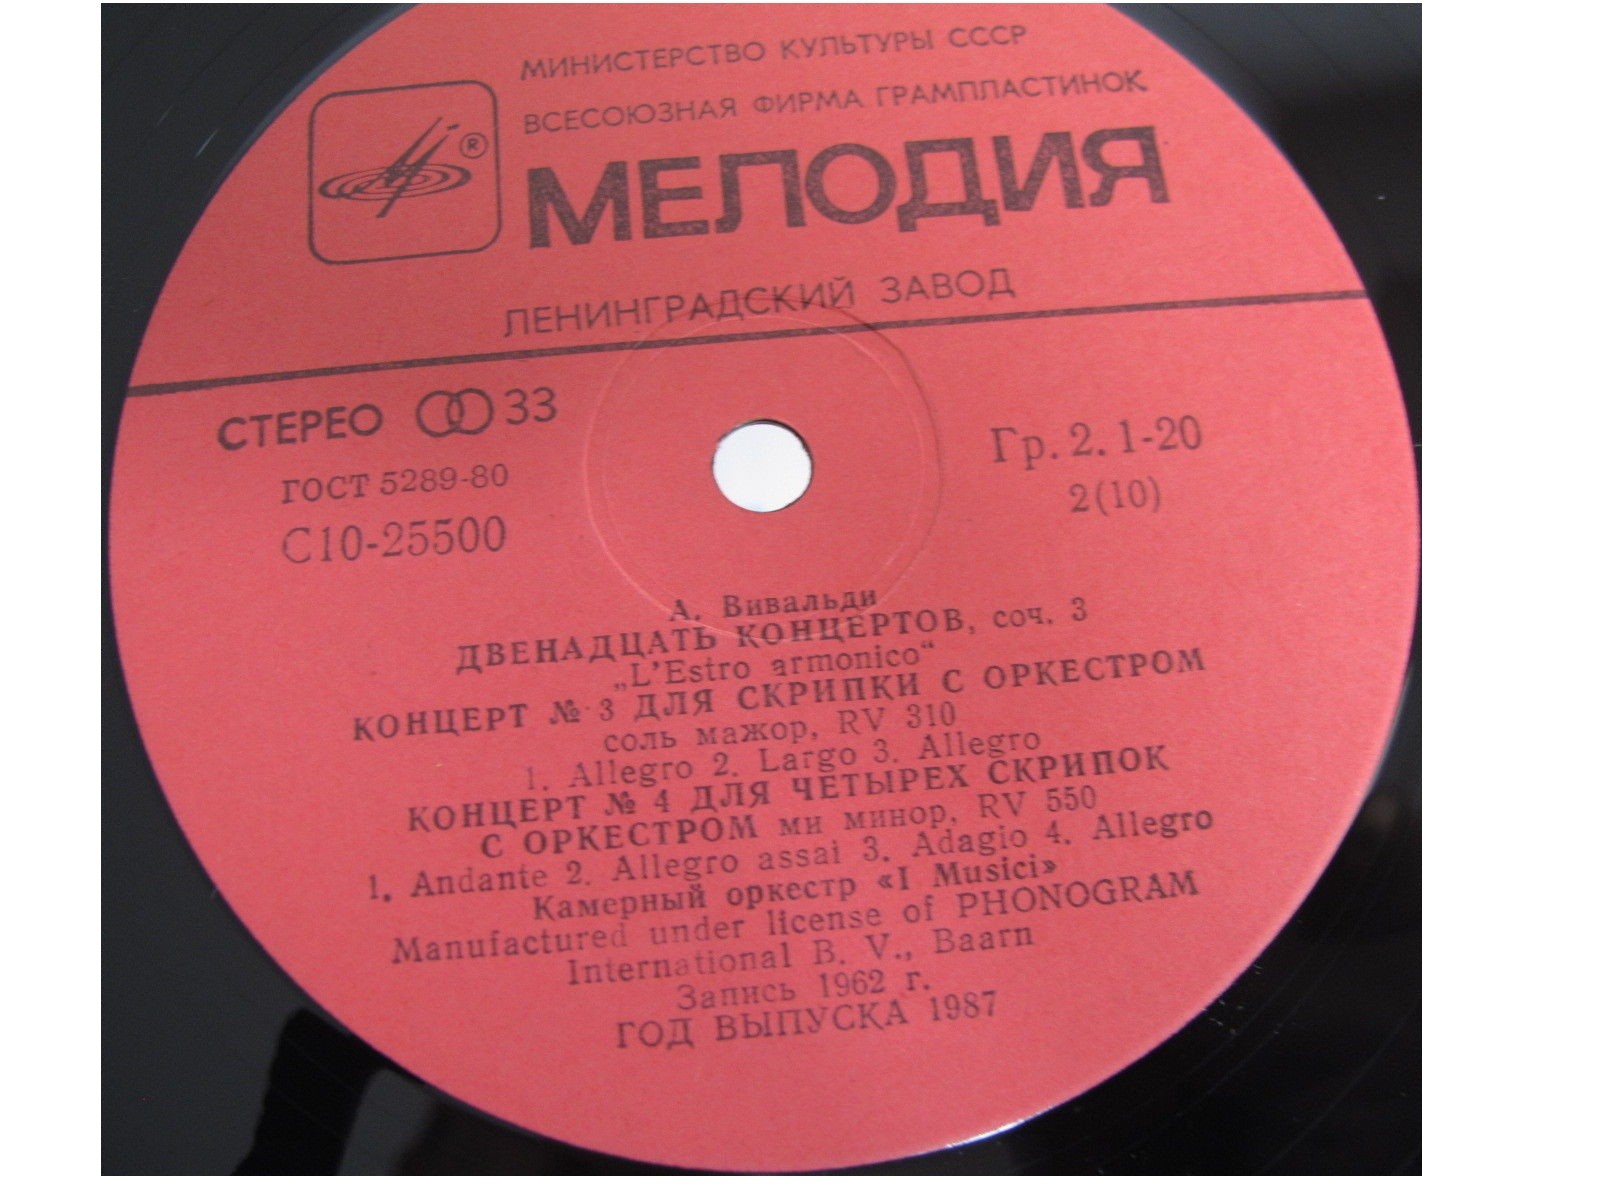 МИНИСТЕРСТВО КУЛЬТУРЫ СССР
ВСЕСОЮЗНАЯ ФИРМА ГРАМПЛАСТИНОК
®
МЕЛОДИЯ
ЛЕНИНГРАДСКИЙ ЗАВОД
СТЕРЕО 33
ГОСТ 5289-80
С10-25500
Гр. 2. 1-20
2(10)
А. Вивальди
ДВЕНАДЦАТЬ КОНЦЕРТОВ, соч. 3
„L'Estro armonico“
КОНЦЕРТ № 3 ДЛЯ СКРИПКИ С ОРКЕСТРОМ
соль мажор, RV 310
1. Allegro 2. Largo 3. Allegro
КОНЦЕРТ № 4 ДЛЯ ЧЕТЫРЕХ СКРИПОК
С ОРКЕСТРОМ ми минор, RV 550
1. Andante 2. Allegro assai 3. Adagio 4. Allegro
Камерный оркестр «I Musici»
Manufactured under license of PHONOGRAM
International B. V., Baarn
Запись 1962 г.
ГОД ВЫПУСКА 1987